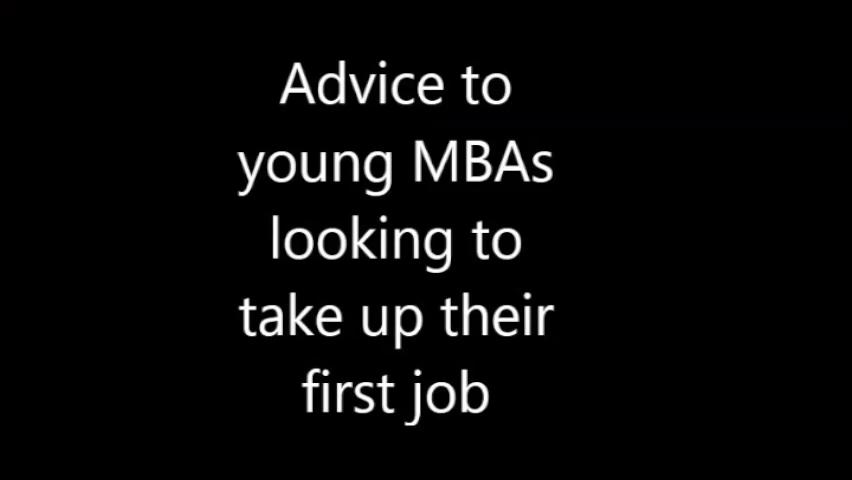 Advice to
young MBAs
looking to
take up their
first job